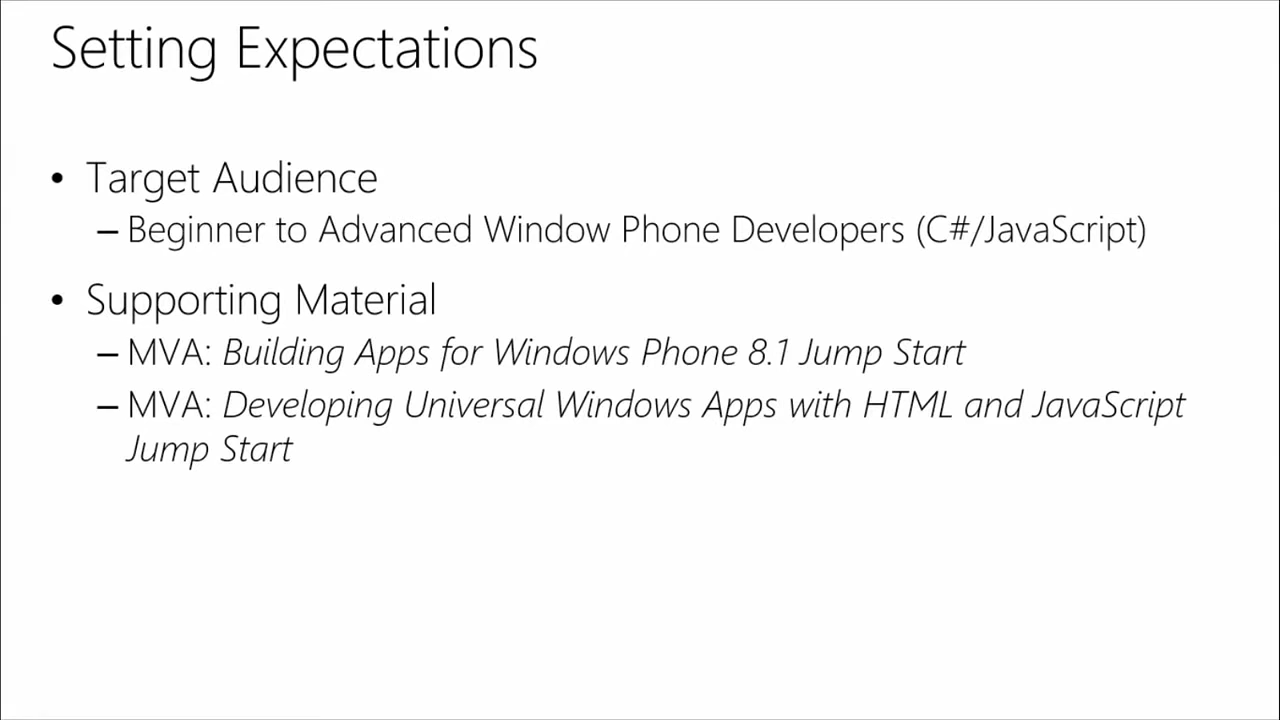 Setting Expectations
• Target Audience
– Beginner to Advanced Window Phone Developers (C#/JavaScript)
• Supporting Material
– MVA: Building Apps for Windows Phone 8.1 Jump Start
– MVA: Developing Universal Windows Apps with HTML and JavaScript
Jump Start